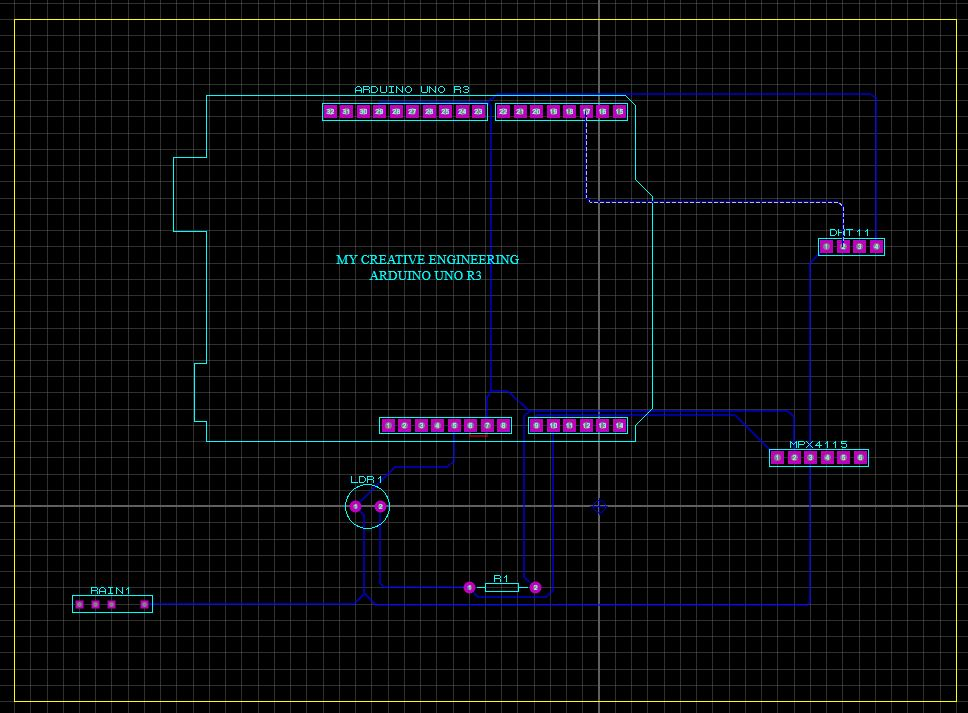 ARDUINO UNO R3
32 31 30 29 28 27 26 25 24 23 22 21 20 19 18 17 16 15
DHT11
1 2 3 4
MY CREATIVE ENGINEERING
ARDUINO UNO R3
1 2 3 4 5 6 7 8 9 10 11 12 13 14
MPX4115
1 2 3 4 5 6
LDR1
1 2
R1
1 2
RAIN1